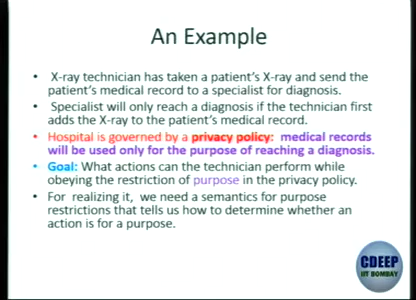 An Example
• X-ray technician has taken a patient's X-ray and send the
patient's medical record to a specialist for diagnosis.
• Specialist will only reach a diagnosis if the technician first
adds the X-ray to the patient's medical record.
• Hospital is governed by a privacy policy: medical records
will be used only for the purpose of reaching a diagnosis.
• Goal: What actions can the technician perform while
obeying the restriction of purpose in the privacy policy.
• For realizing it, we need a semantics for purpose
restrictions that tells us how to determine whether an
action is for a purpose.
CDEEP
IIT BOMBAY